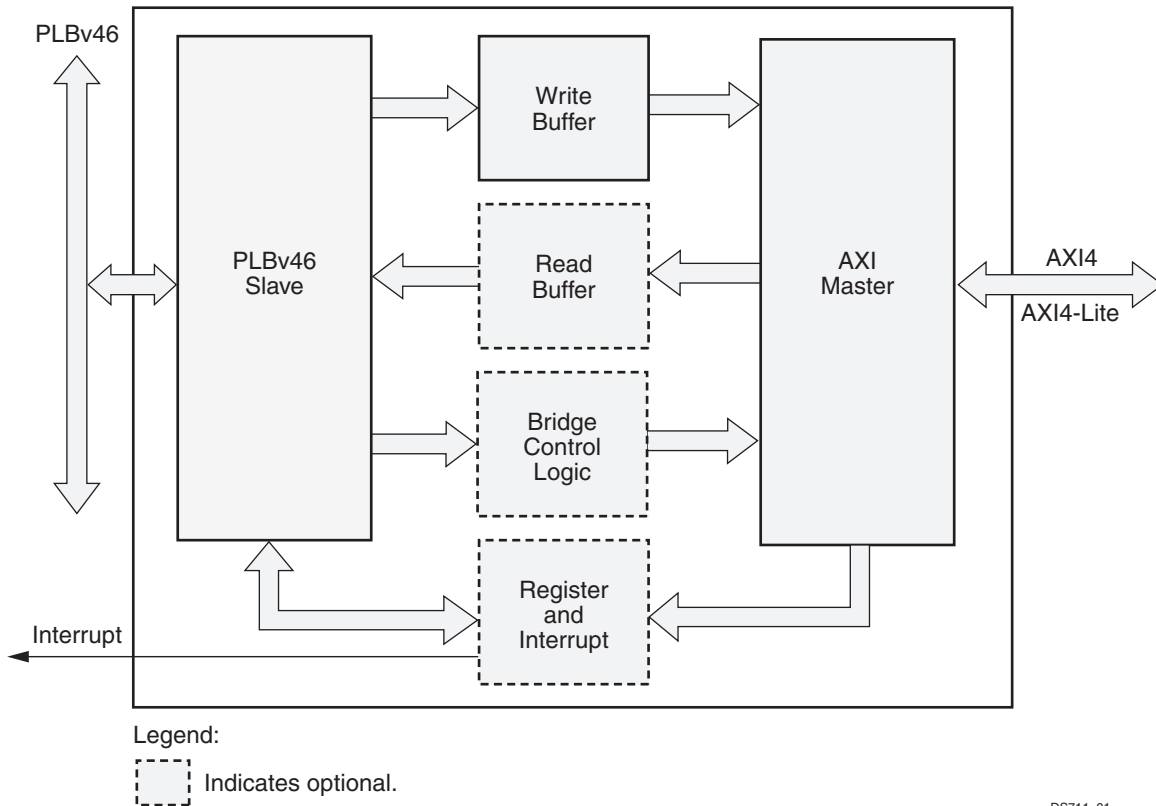 PLBv46
PLBv46
Slave
Write
Buffer
Read
Buffer
Bridge
Control
Logic
Register
and
Interrupt
AXI
Master
AXI4
AXI4-Lite
Interrupt
Legend:
Indicates optional.
DS711_01